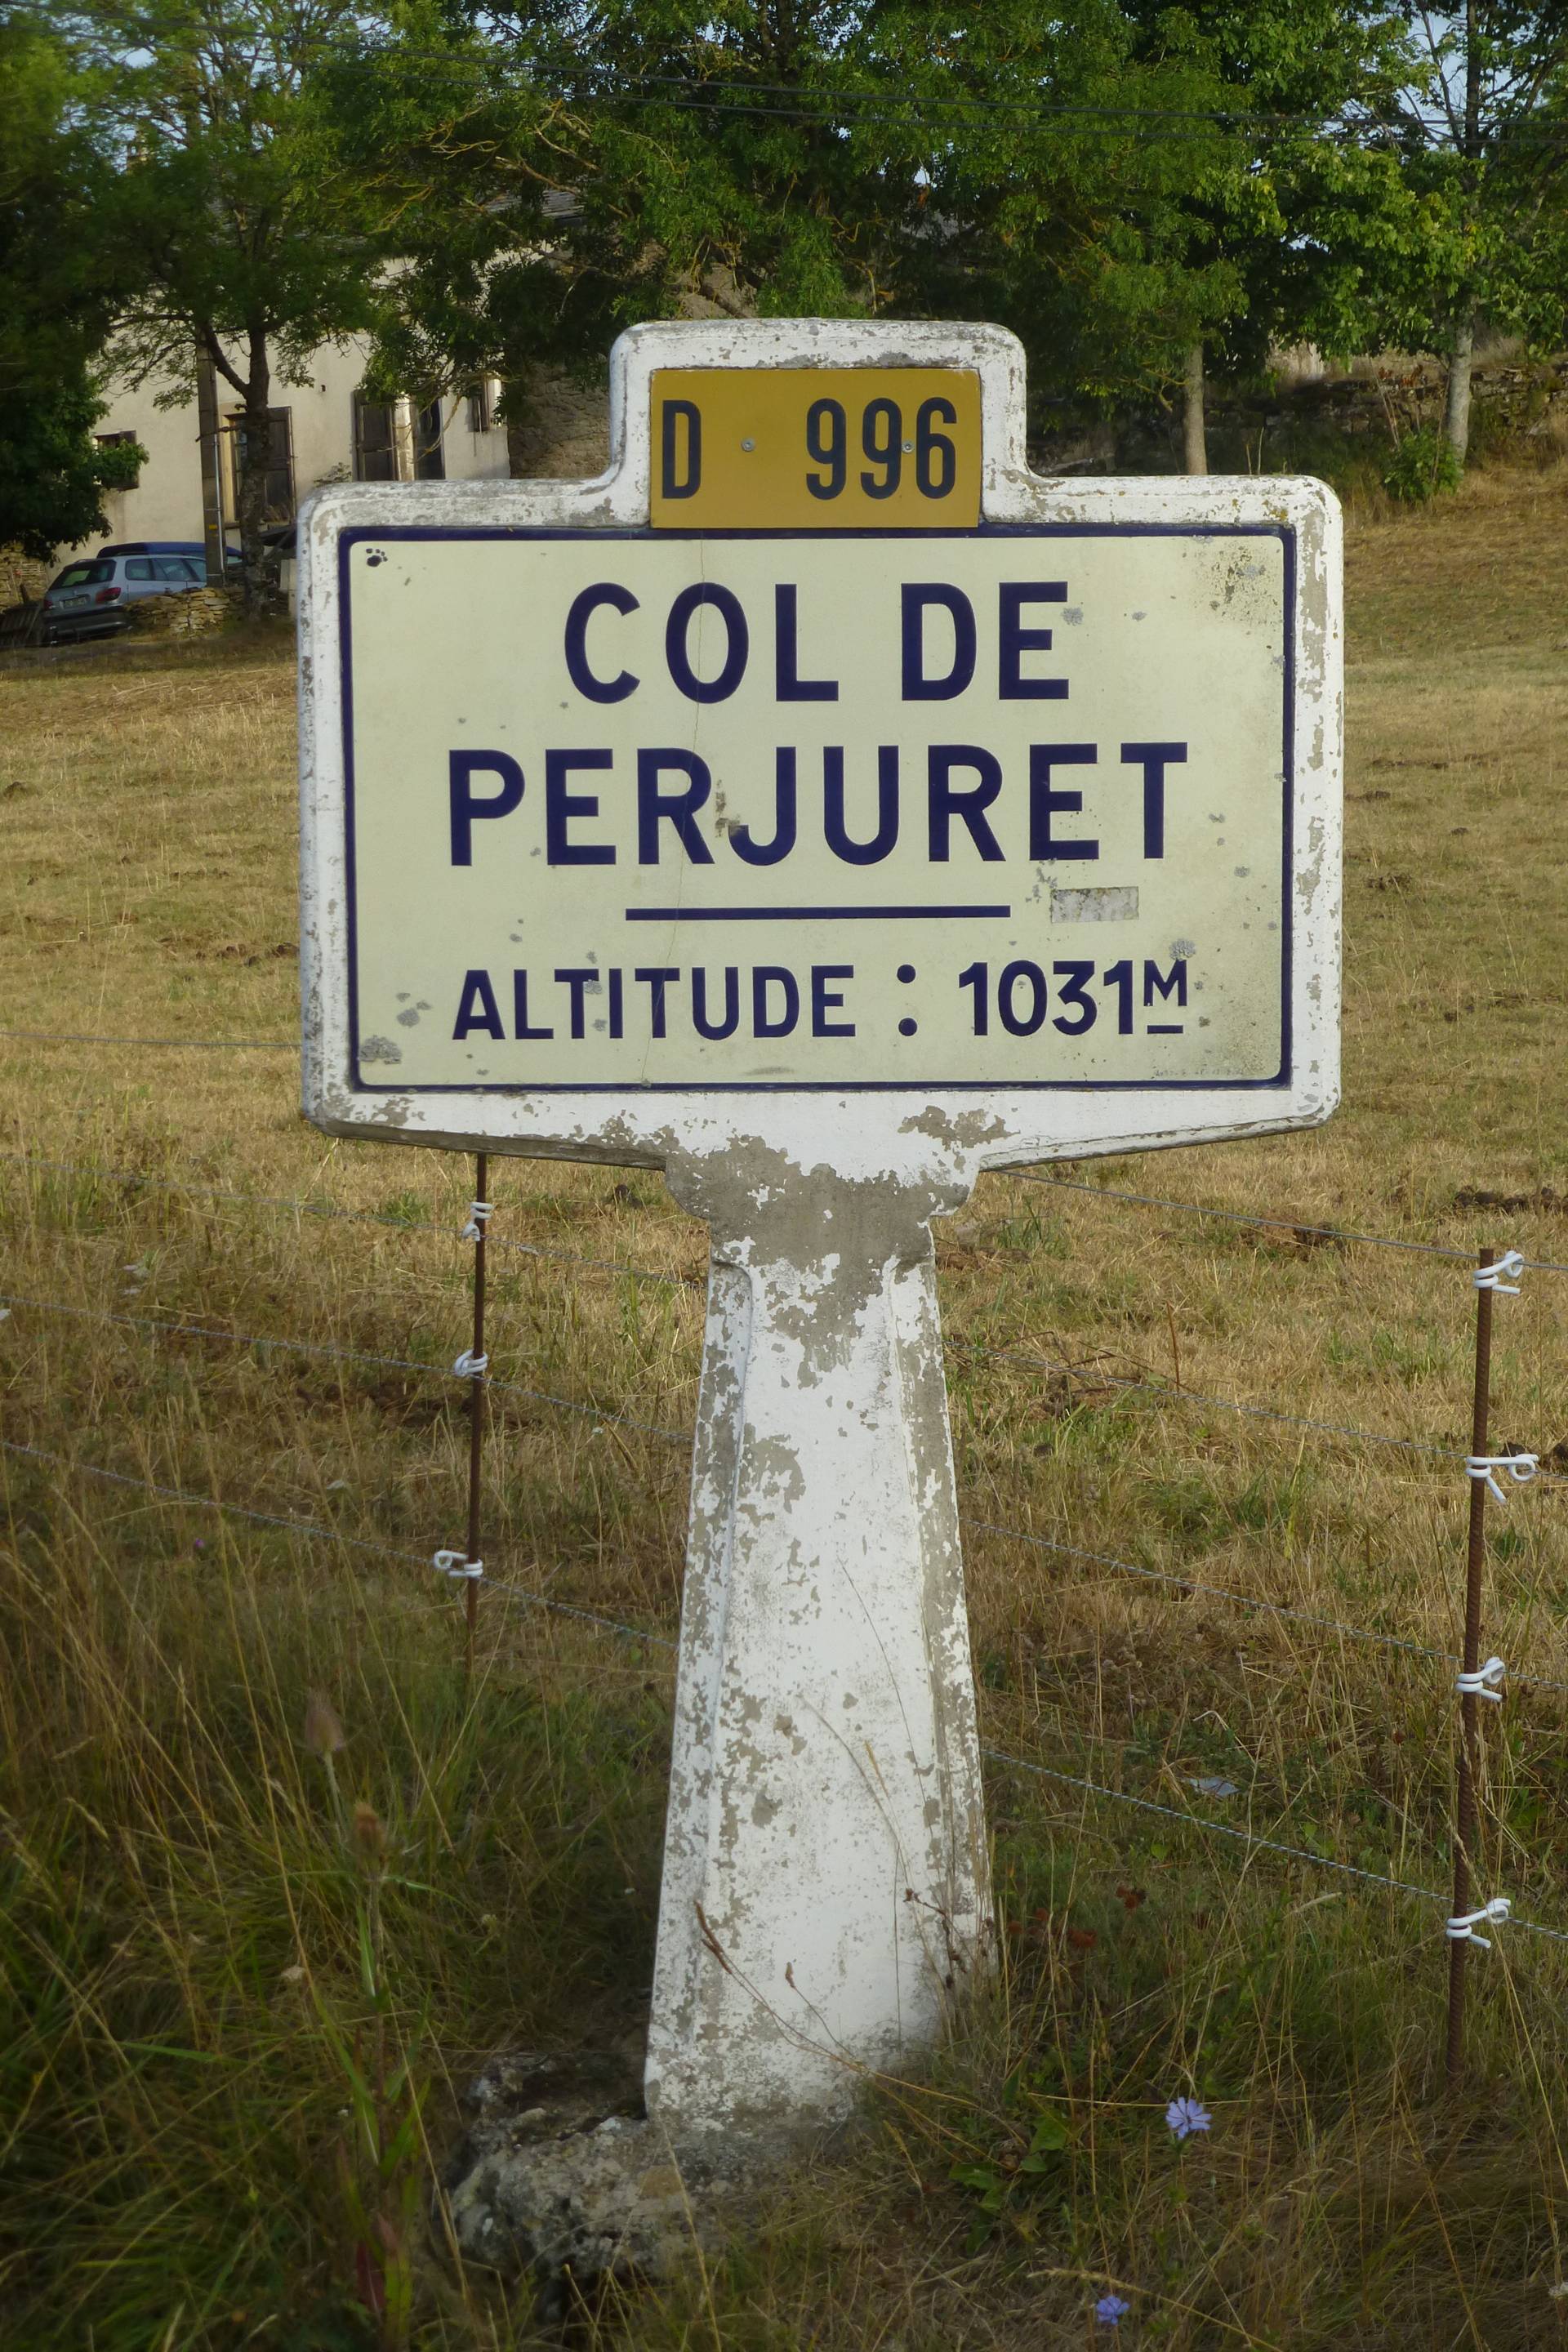 D 996
COL DE
PERJURET
ALTITUDE : 1031M